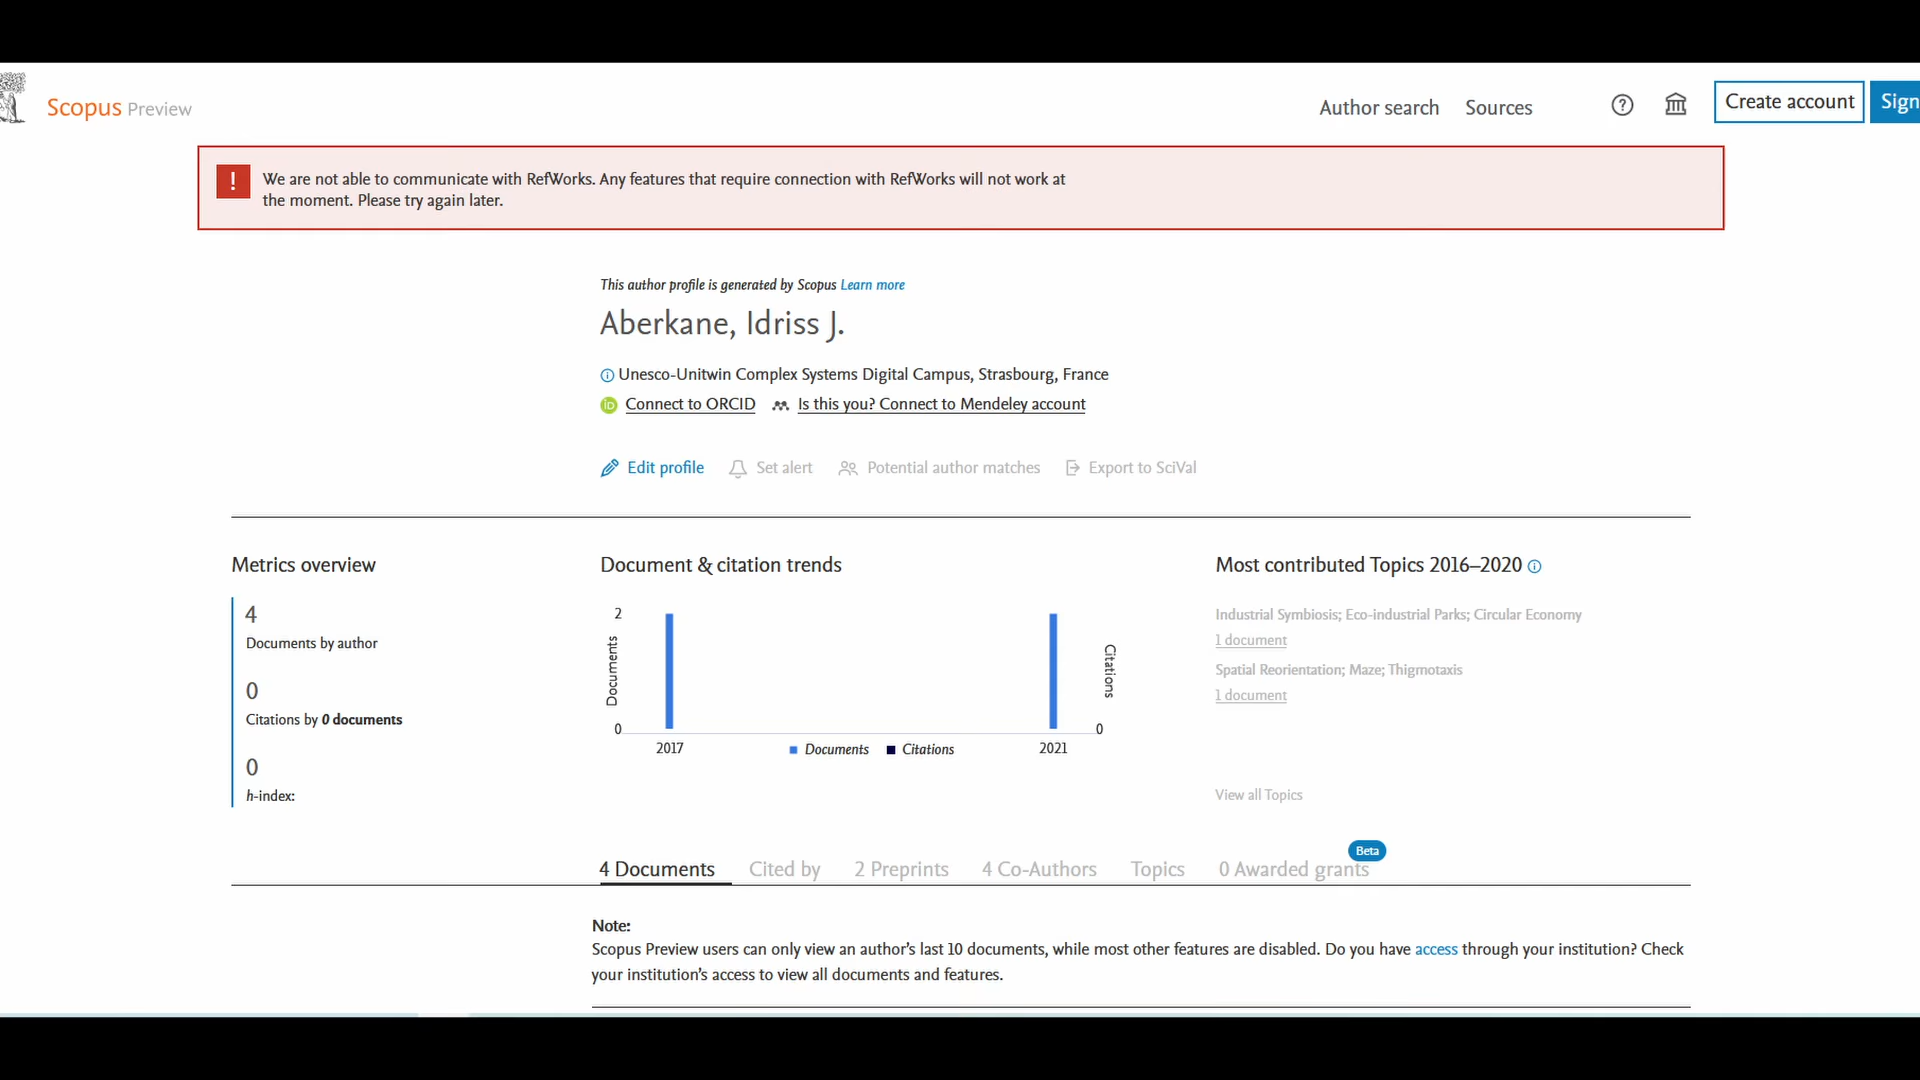 Scopus Preview
Author search Sources
Create account
Sign
! We are not able to communicate with RefWorks. Any features that require connection with RefWorks will not work at
the moment. Please try again later.
This author profile is generated by Scopus Learn more
Aberkane, Idriss J.
Unesco-Unitwin Complex Systems Digital Campus, Strasbourg, France
iD Connect to ORCID Is this you? Connect to Mendeley account
Edit profile Set alert Potential author matches Export to SciVal
Metrics overview
4
Documents by author
0
Citations by 0 documents
0
h-index:
Document & citation trends
2
Documents
0
Citations
0
2017
Documents Citations
2021
Most contributed Topics 2016–2020
Industrial Symbiosis; Eco-industrial Parks; Circular Economy
1 document
Spatial Reorientation; Maze; Thigmotaxis
1 document
View all Topics
Beta
4 Documents Cited by 2 Preprints 4 Co-Authors Topics 0 Awarded grants
Note:
Scopus Preview users can only view an author's last 10 documents, while most other features are disabled. Do you have access through your institution? Check
your institution's access to view all documents and features.